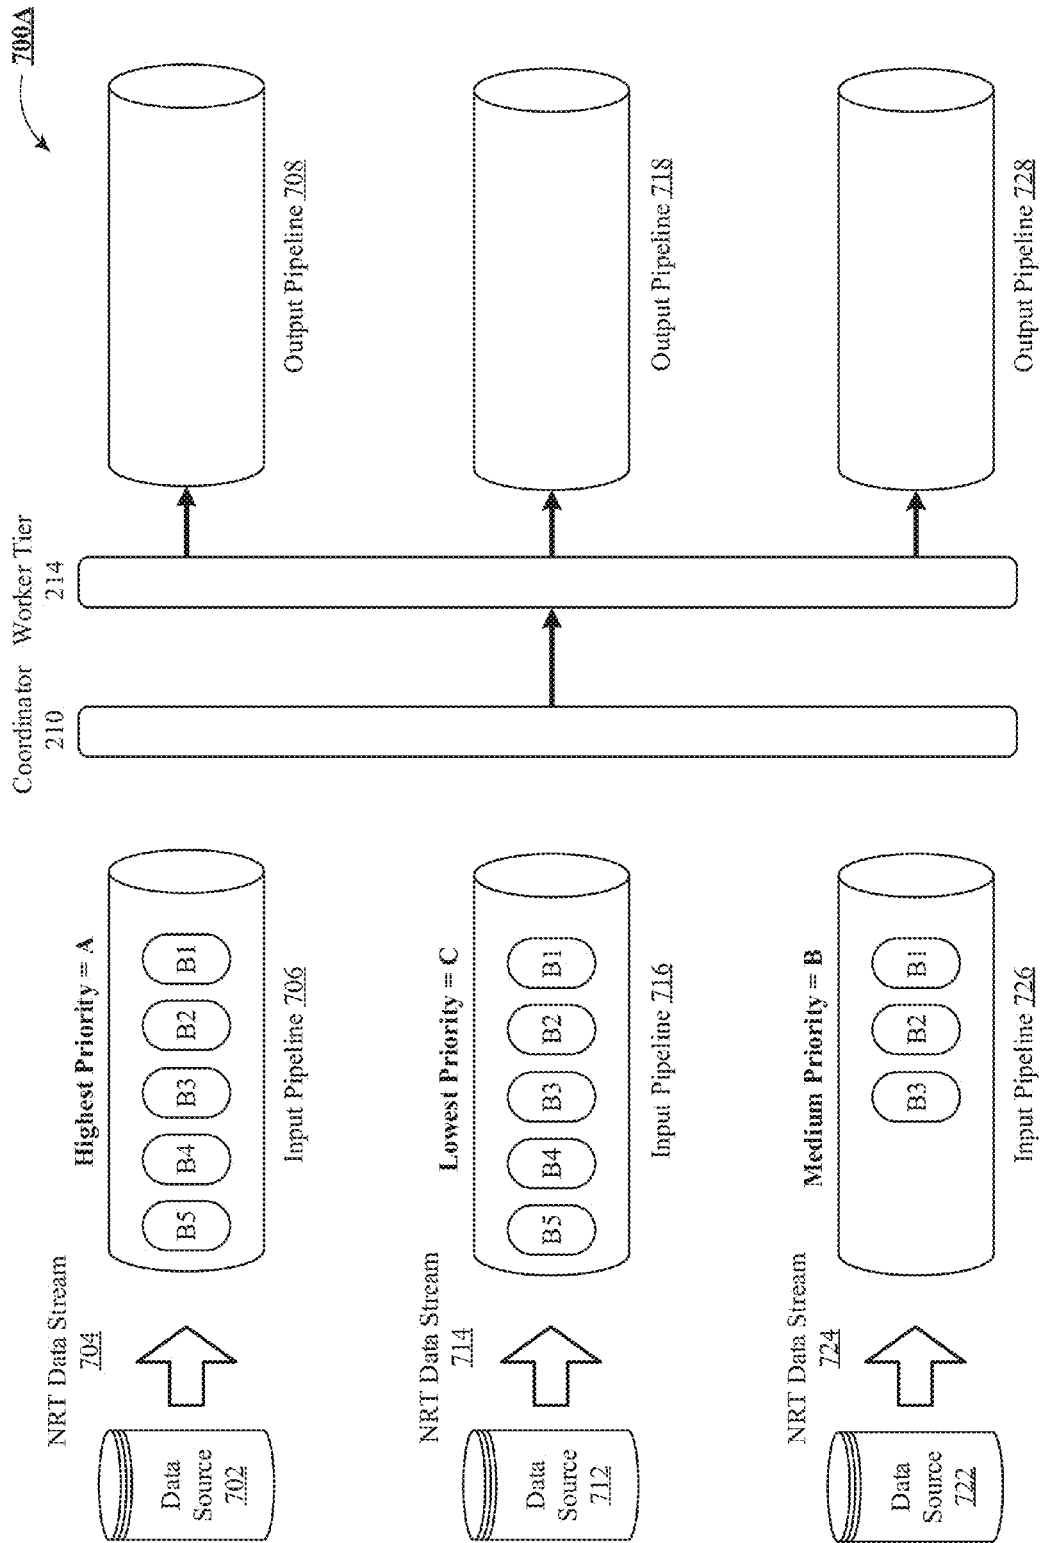 700A
Coordinator
210
Worker Tier
214
NRT Data Stream
704
Highest Priority = A
Data
Source
702
B5
B4
B3
B2
B1
Input Pipeline 706
Output Pipeline 708
NRT Data Stream
714
Lowest Priority = C
Data
Source
712
B5
B4
B3
B2
B1
Input Pipeline 716
Output Pipeline 718
NRT Data Stream
724
Medium Priority = B
Data
Source
722
B3
B2
B1
Input Pipeline 726
Output Pipeline 728